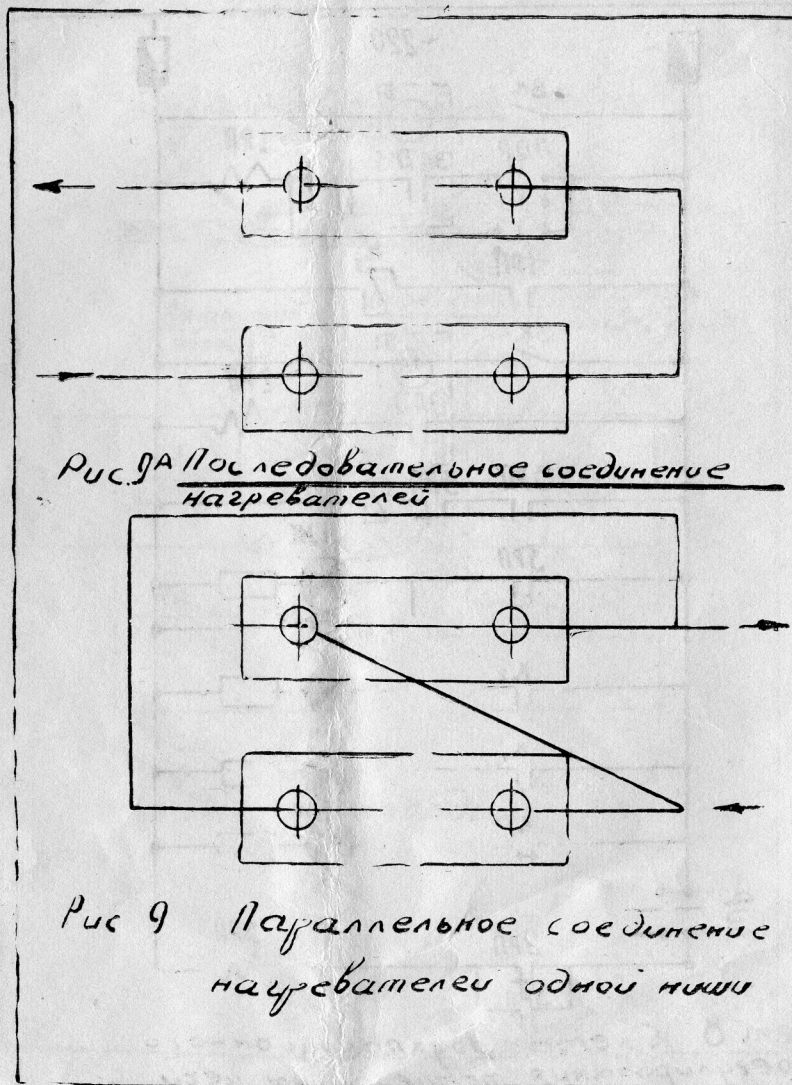 Рис.9А Последовательное соединение
нагревателей
Рис 9 Параллельное соединение
нагревателей одной ниши